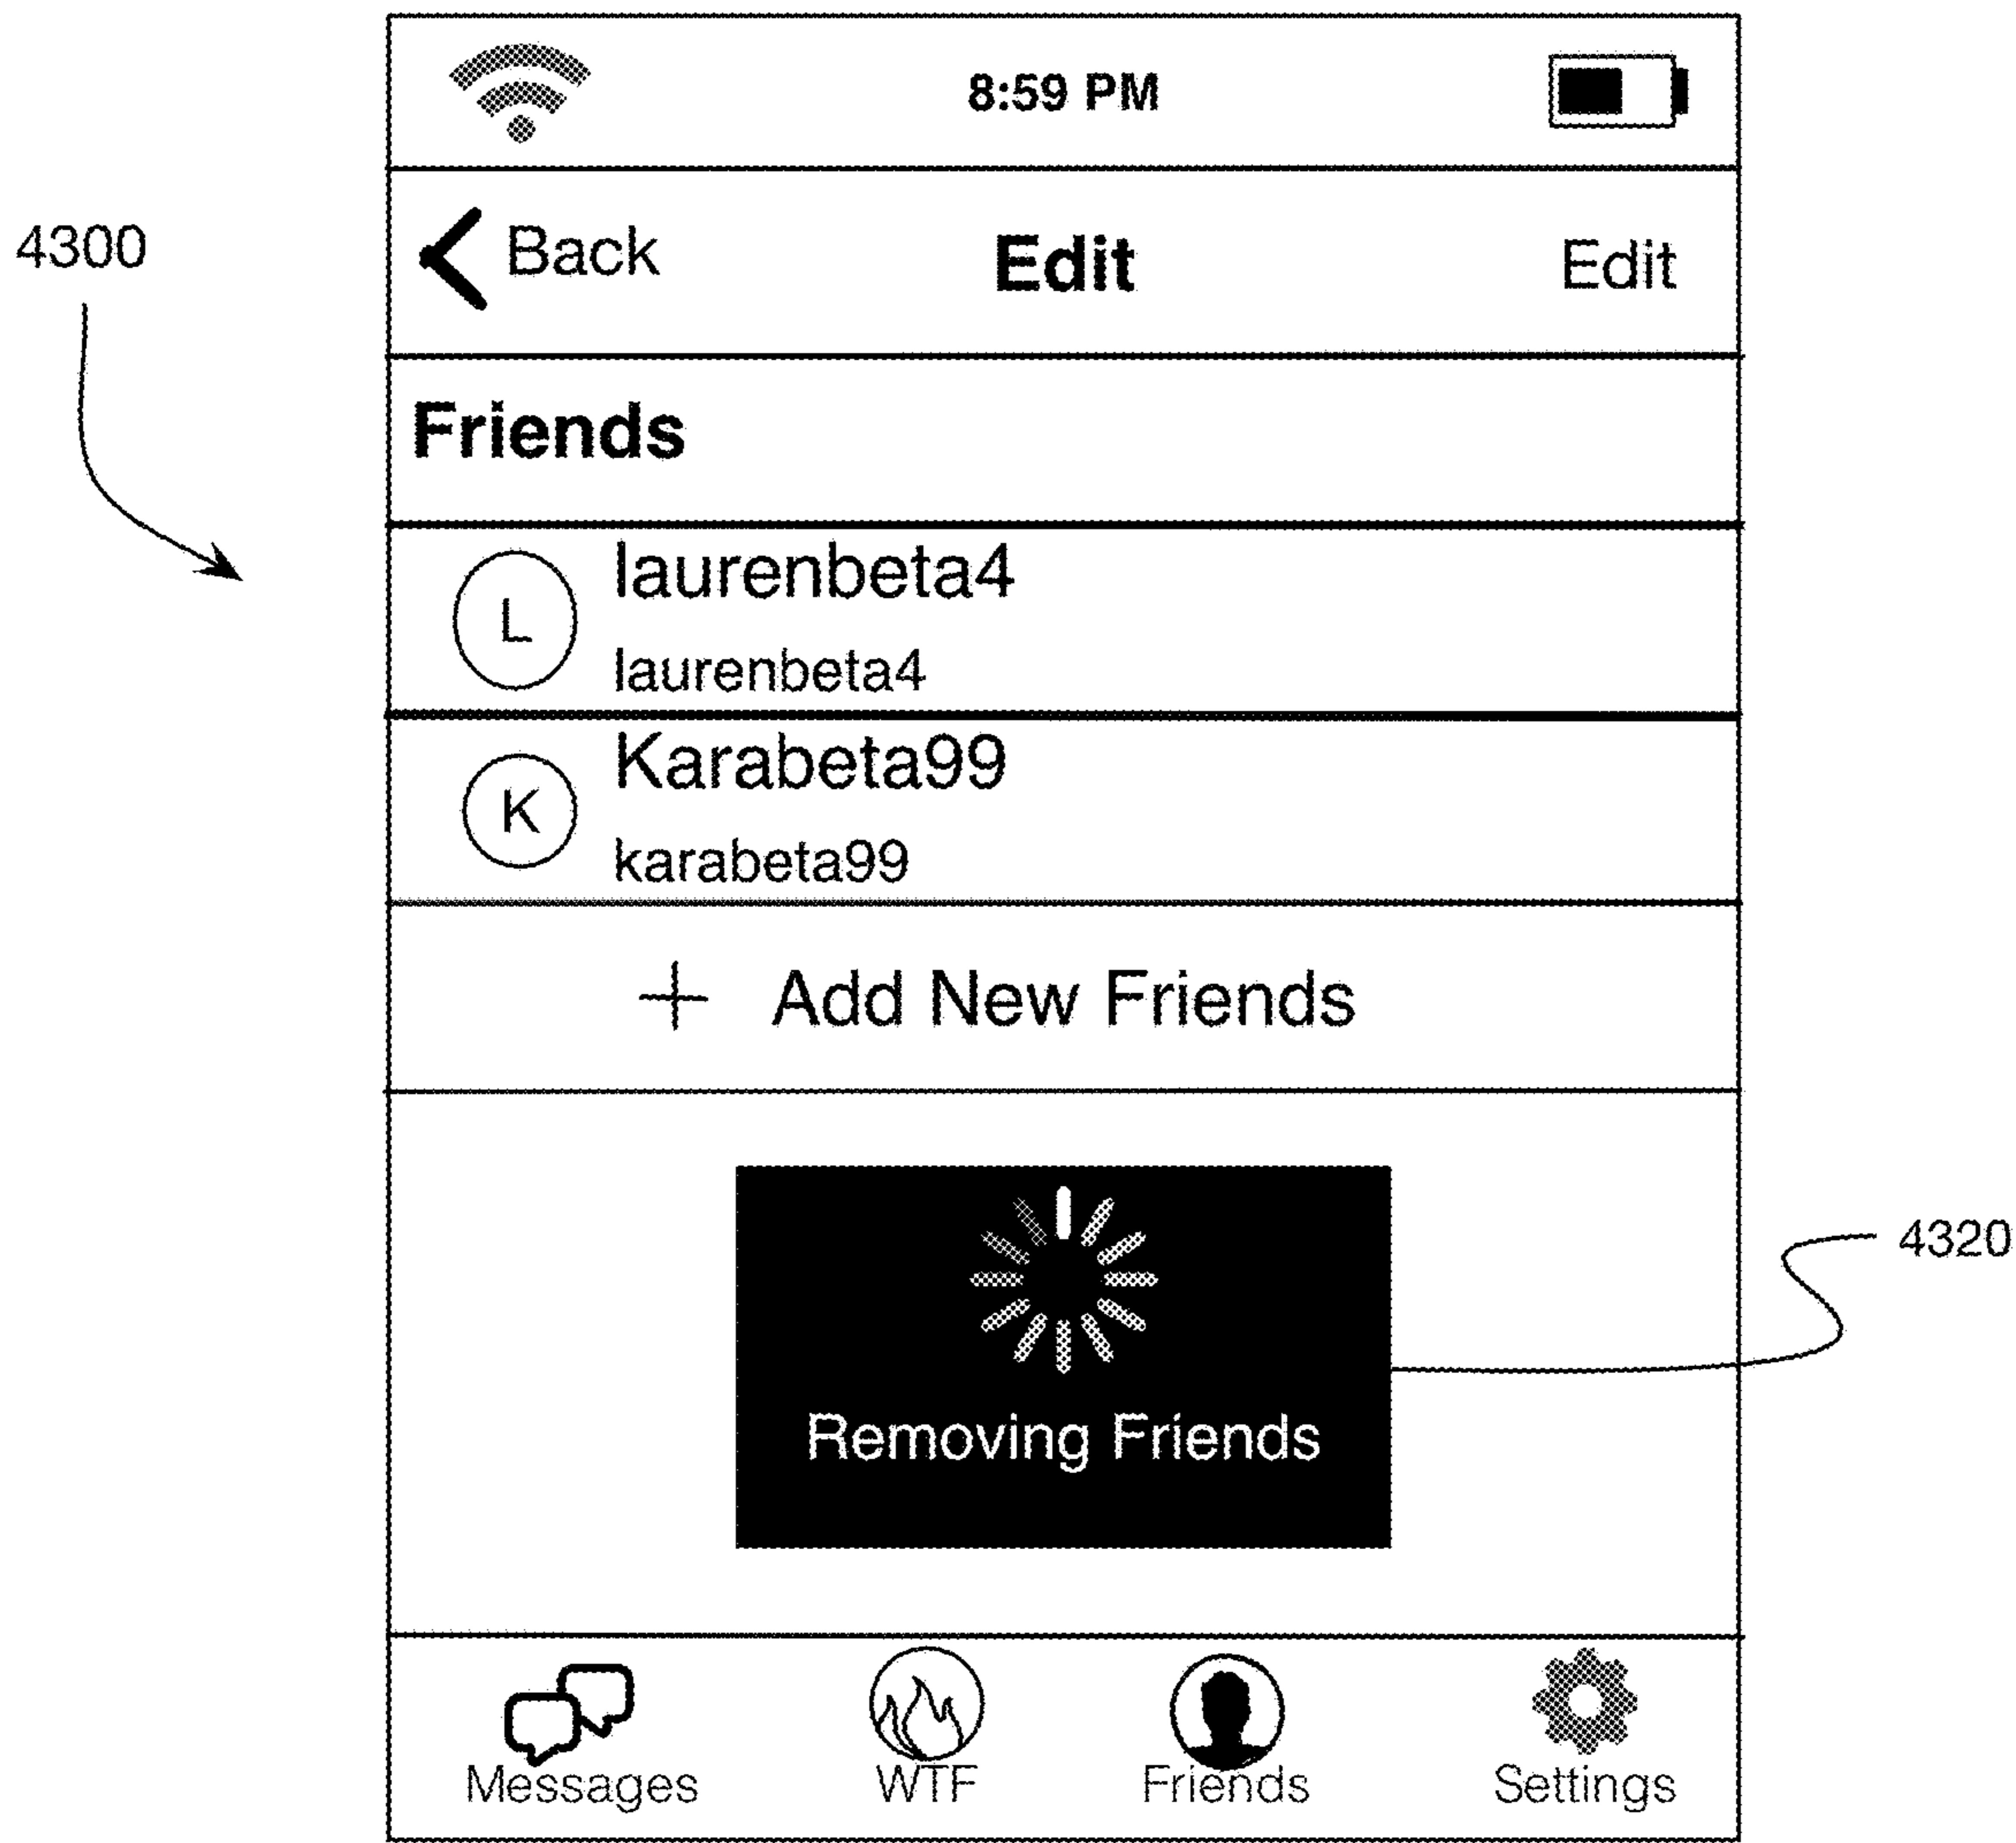 8:59 PM
4300
Back Edit Edit
Friends
L laurenbeta4
laurenbeta4
K Karabeta99
karabeta99
+ Add New Friends
4320
Removing Friends
Messages WTF Friends Settings